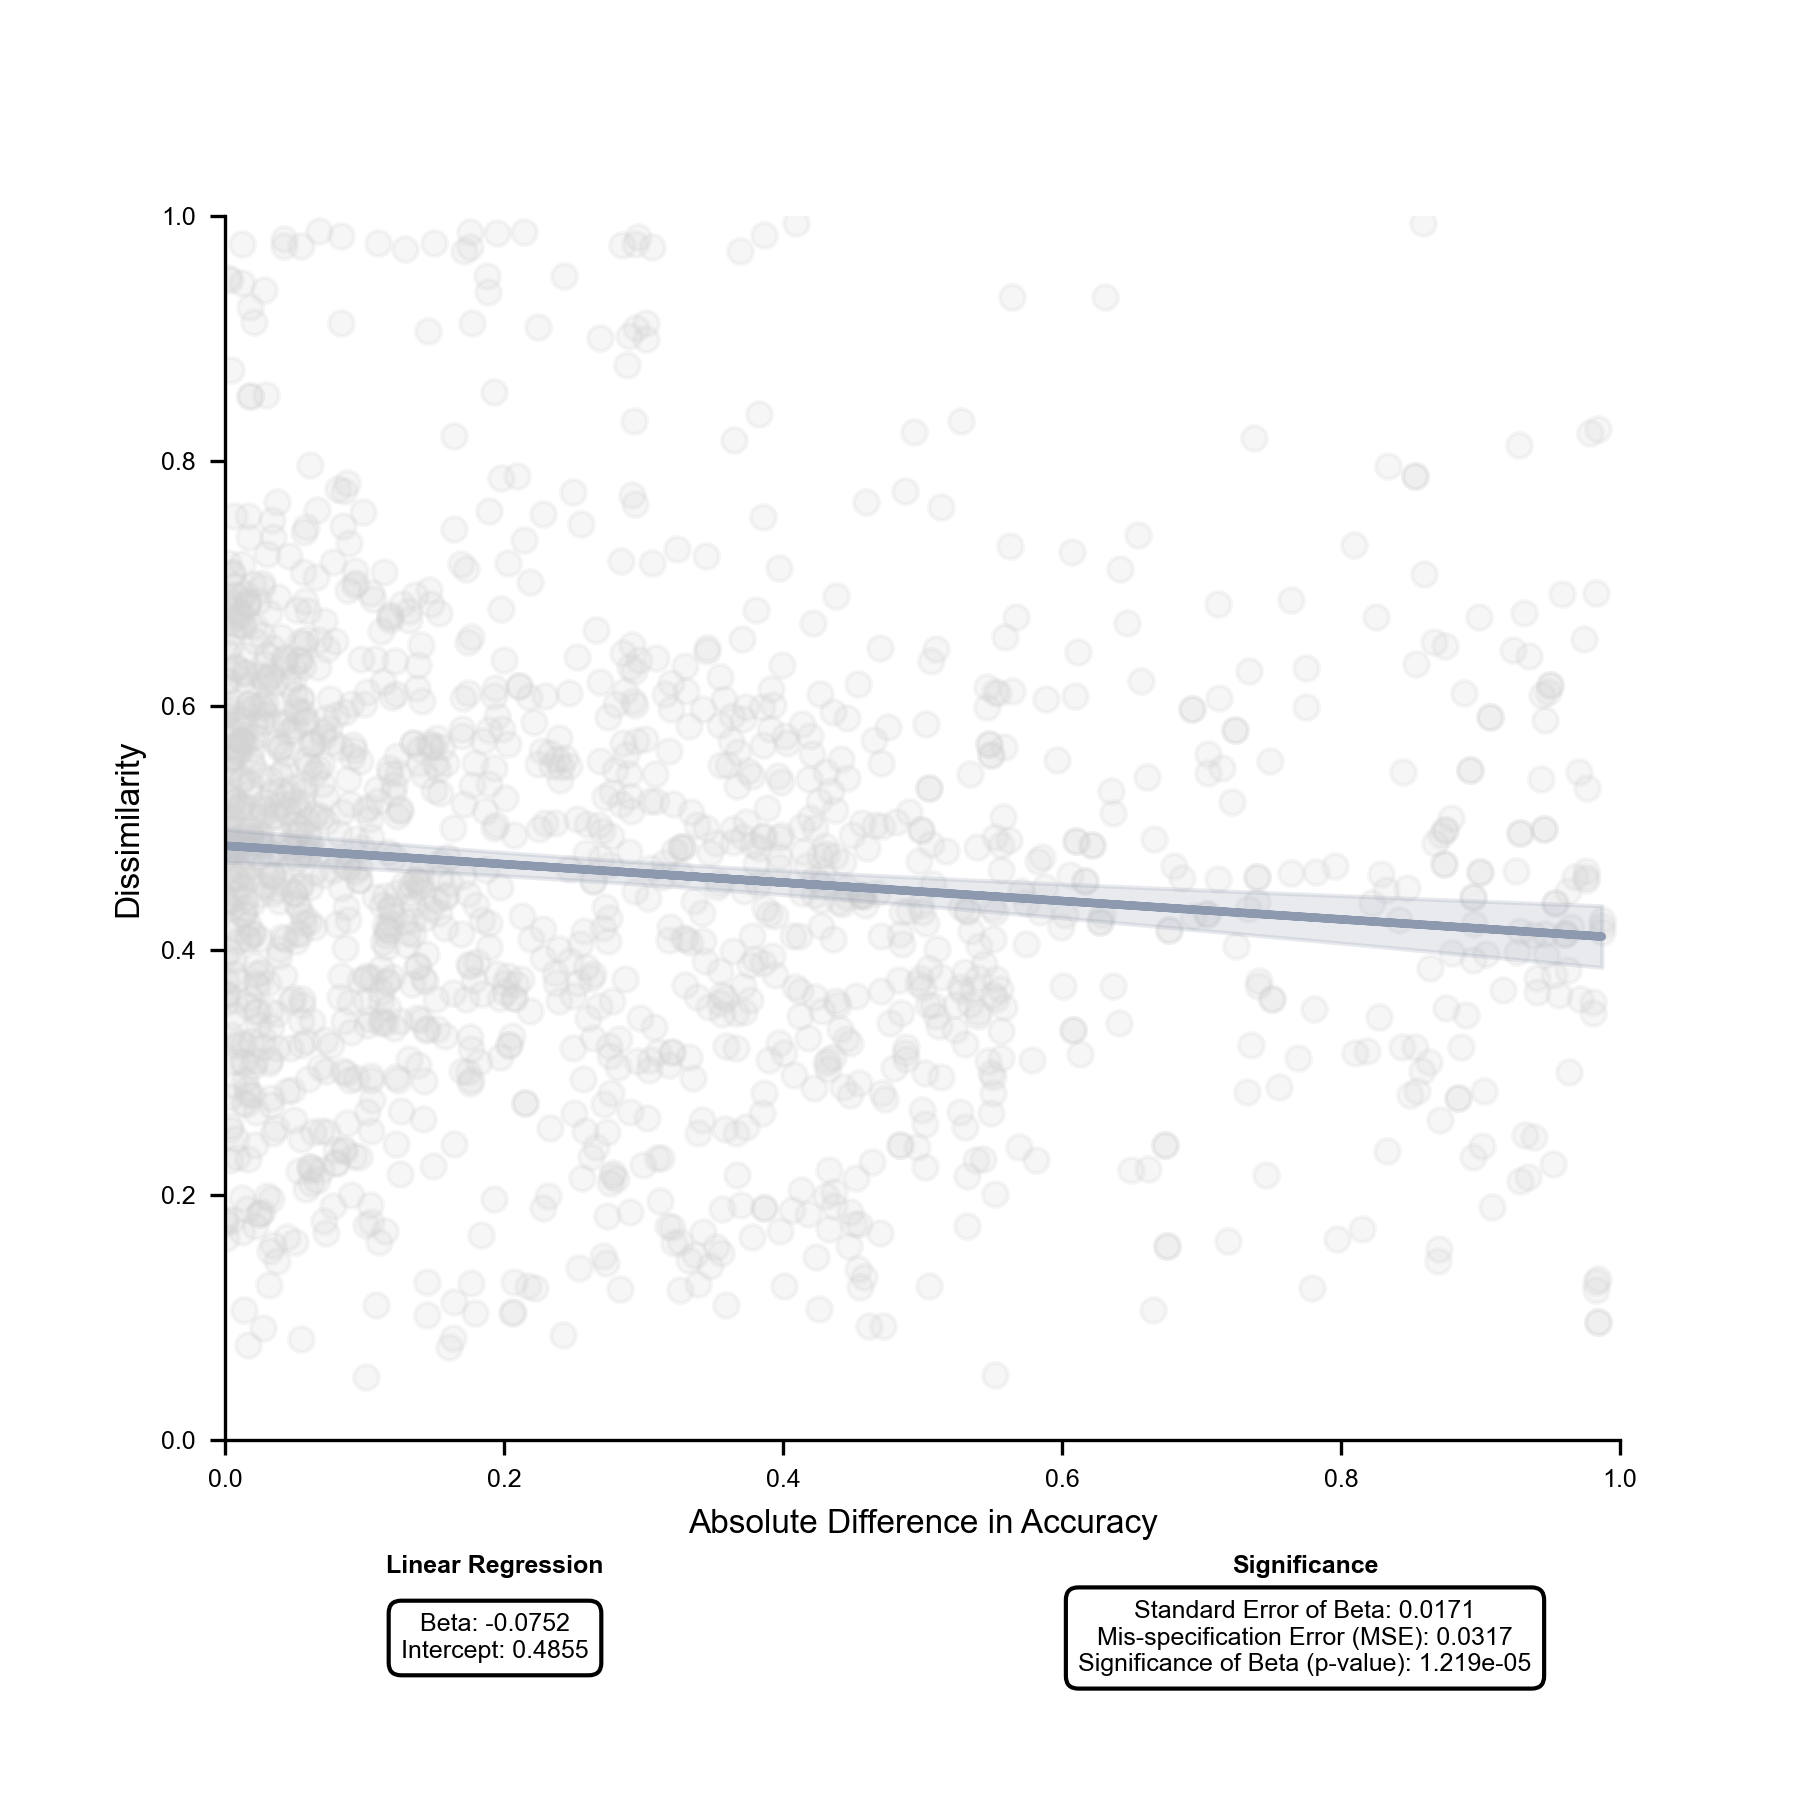 1.0
0.8
0.6
0.4
0.2
0.0
Dissimilarity
0.0 0.2 0.4 0.6 0.8 1.0
Absolute Difference in Accuracy
Linear Regression
Beta: -0.0752
Intercept: 0.4855
Significance
Standard Error of Beta: 0.0171
Mis-specification Error (MSE): 0.0317
Significance of Beta (p-value): 1.219e-05